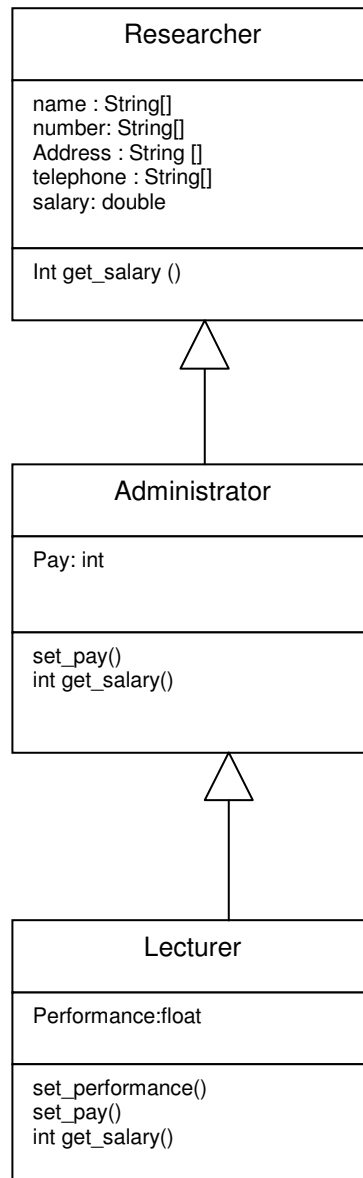 Researcher
name : String[]
number: String[]
Address : String []
telephone : String[]
salary: double
Int get_salary ()
Administrator
Pay: int
set_pay()
int get_salary()
Lecturer
Performance:float
set_performance()
set_pay()
int get_salary()